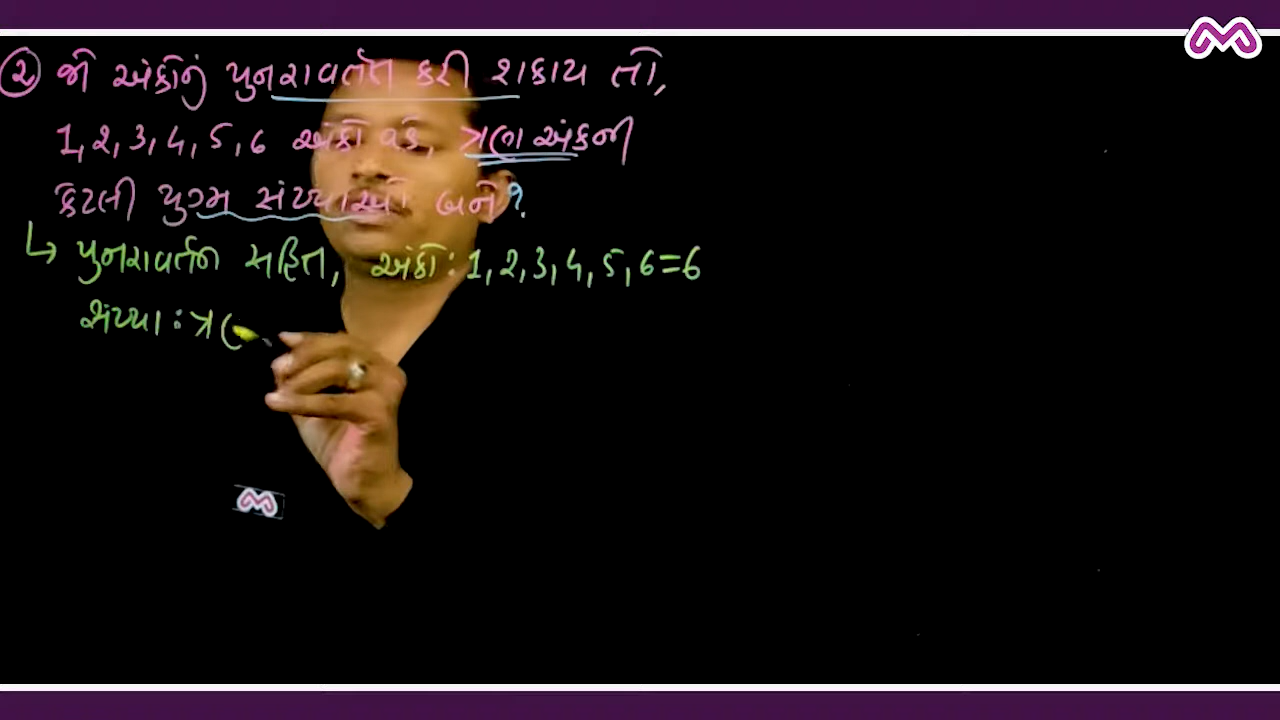 ૨ જો અંકોનું પુનરાવર્તન કરી શકાય તો,
1, 2, 3, 4, 5, 6 અંકો વડે, ત્રણ અંકની
કેટલી યુગ્મ સંખ્યાઓ બને?
↳ પુનરાવર્તન સહિત, અંકો : 1, 2, 3, 4, 5, 6 = 6
સંખ્યા : ત્ર